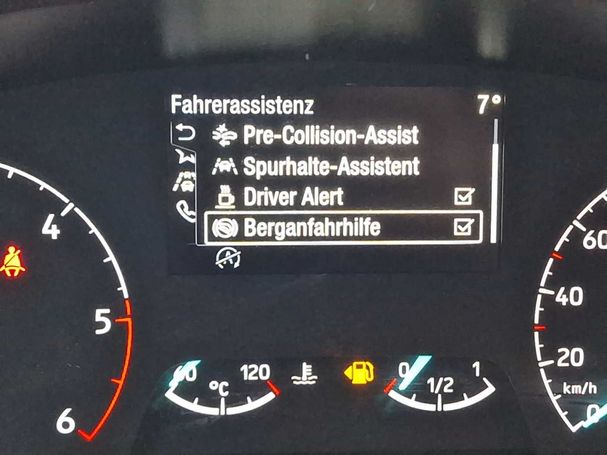 Fahrerassistenz 7°
Pre-Collision-Assist
Spurhalte-Assistent
Driver Alert
Berganfahrhilfe
A
4
5
6
60
40
20
km/h
0
60 °C 120
0 1/2 1